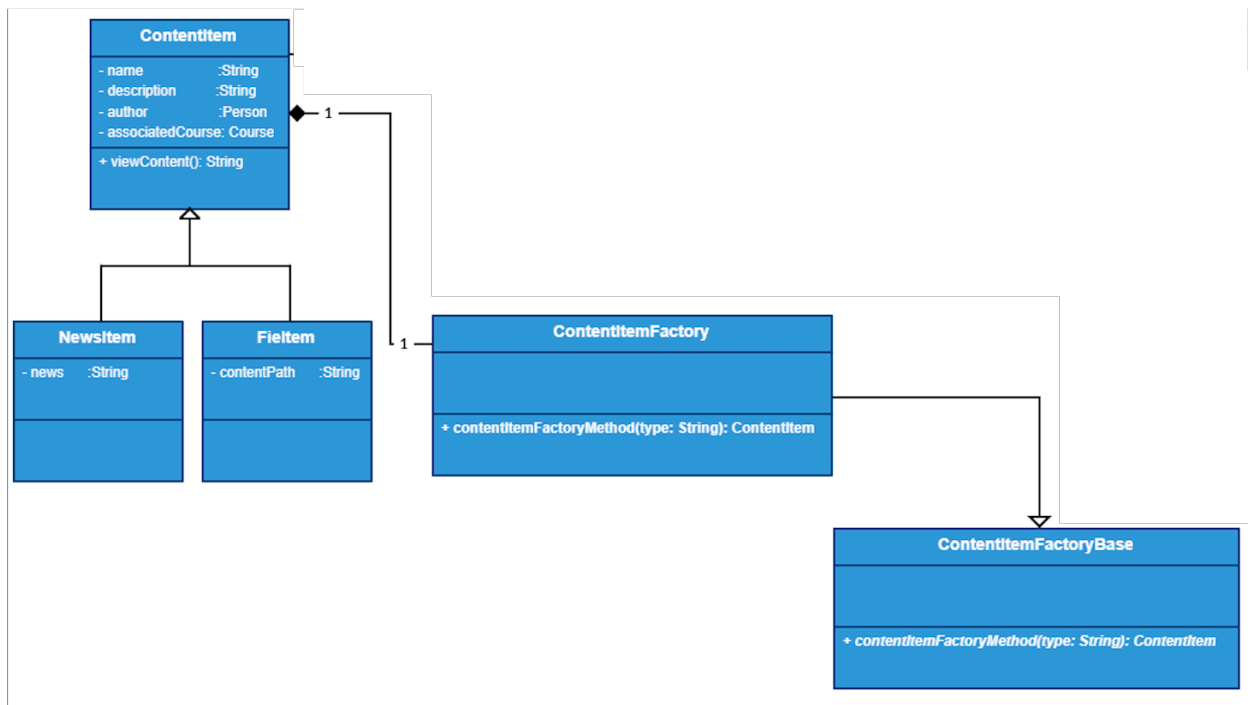 ContentItem
- name :String
- description :String
- author :Person
- associatedCourse: Course
+ viewContent(): String
1
NewsItem
- news :String
FieItem
- contentPath :String
1
ContentItemFactory
+ contentItemFactoryMethod(type: String): ContentItem
ContentItemFactoryBase
+ contentItemFactoryMethod(type: String): ContentItem